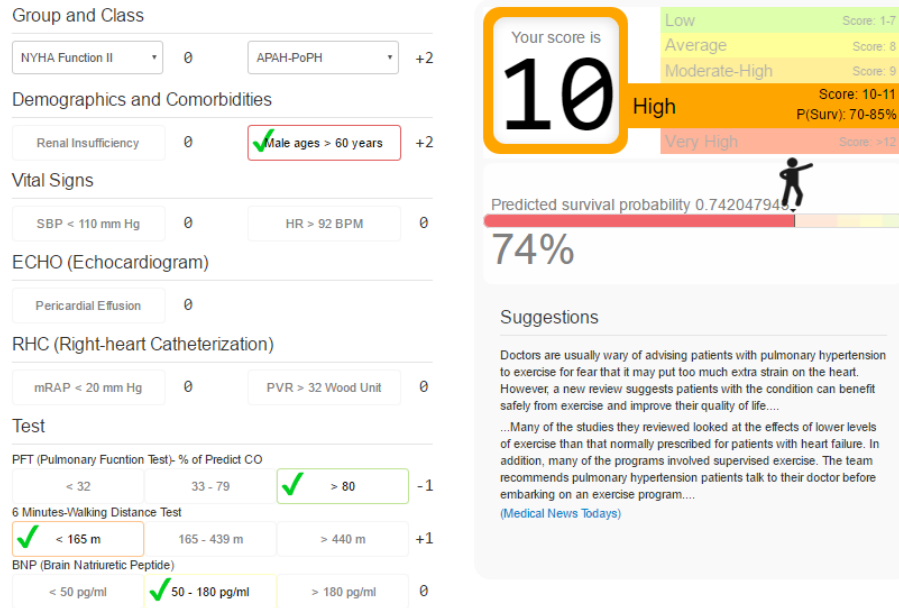 Group and Class
NYHA Function II 0 APAH-PoPH +2
Demographics and Comorbidities
Renal Insufficiency 0 Male ages > 60 years +2
Vital Signs
SBP < 110 mm Hg 0 HR > 92 BPM 0
ECHO (Echocardiogram)
Pericardial Effusion 0
RHC (Right-heart Catheterization)
mRAP < 20 mm Hg 0 PVR > 32 Wood Unit 0
Test
PFT (Pulmonary Fucntion Test)- % of Predict CO
< 32 33 - 79 > 80 -1
6 Minutes-Walking Distance Test
< 165 m 165 - 439 m > 440 m +1
BNP (Brain Natriuretic Peptide)
< 50 pg/ml 50 - 180 pg/ml > 180 pg/ml 0
Your score is
10
Low Score: 1-7
Average Score: 8
Moderate-High Score: 9
High Score: 10-11
P(Surv): 70-85%
Very High Score: >12
Predicted survival probability 0.742047948
74%
Suggestions
Doctors are usually wary of advising patients with pulmonary hypertension
to exercise for fear that it may put too much extra strain on the heart.
However, a new review suggests patients with the condition can benefit
safely from exercise and improve their quality of life....
...Many of the studies they reviewed looked at the effects of lower levels
of exercise than that normally prescribed for patients with heart failure. In
addition, many of the programs involved supervised exercise. The team
recommends pulmonary hypertension patients talk to their doctor before
embarking on an exercise program....
(Medical News Todays)